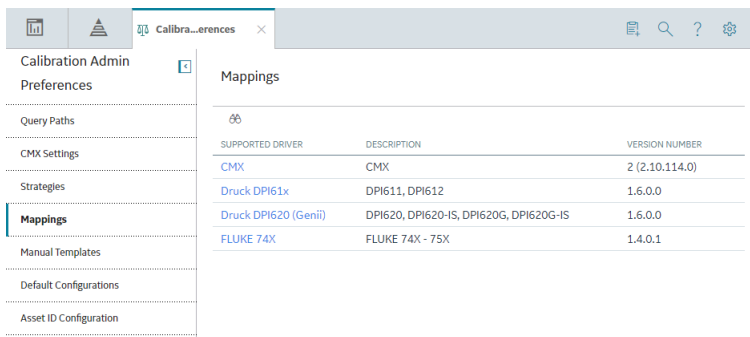 Calibra...erences
Calibration Admin
Preferences
Query Paths
CMX Settings
Strategies
Mappings
Manual Templates
Default Configurations
Asset ID Configuration
Mappings
SUPPORTED DRIVER DESCRIPTION VERSION NUMBER
CMX CMX 2 (2.10.114.0)
Druck DPI61x DPI611, DPI612 1.6.0.0
Druck DPI620 (Genii) DPI620, DPI620-IS, DPI620G, DPI620G-IS 1.6.0.0
FLUKE 74X FLUKE 74X - 75X 1.4.0.1